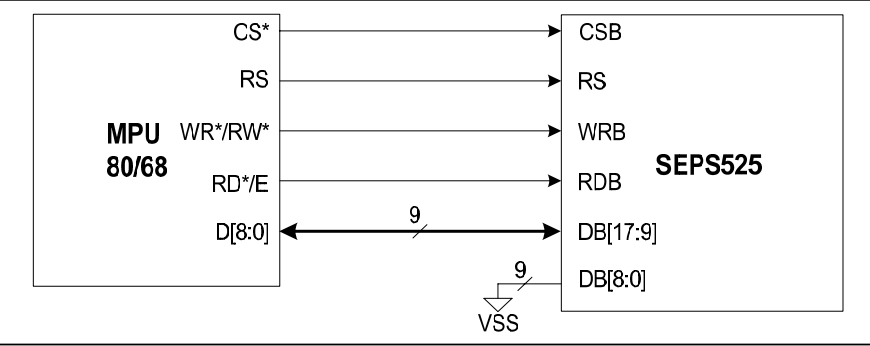 CS* CSB
RS RS
MPU WR*/RW* WRB
80/68 SEPS525
RD*/E RDB
9
D[8:0] DB[17:9]
9 DB[8:0]
VSS